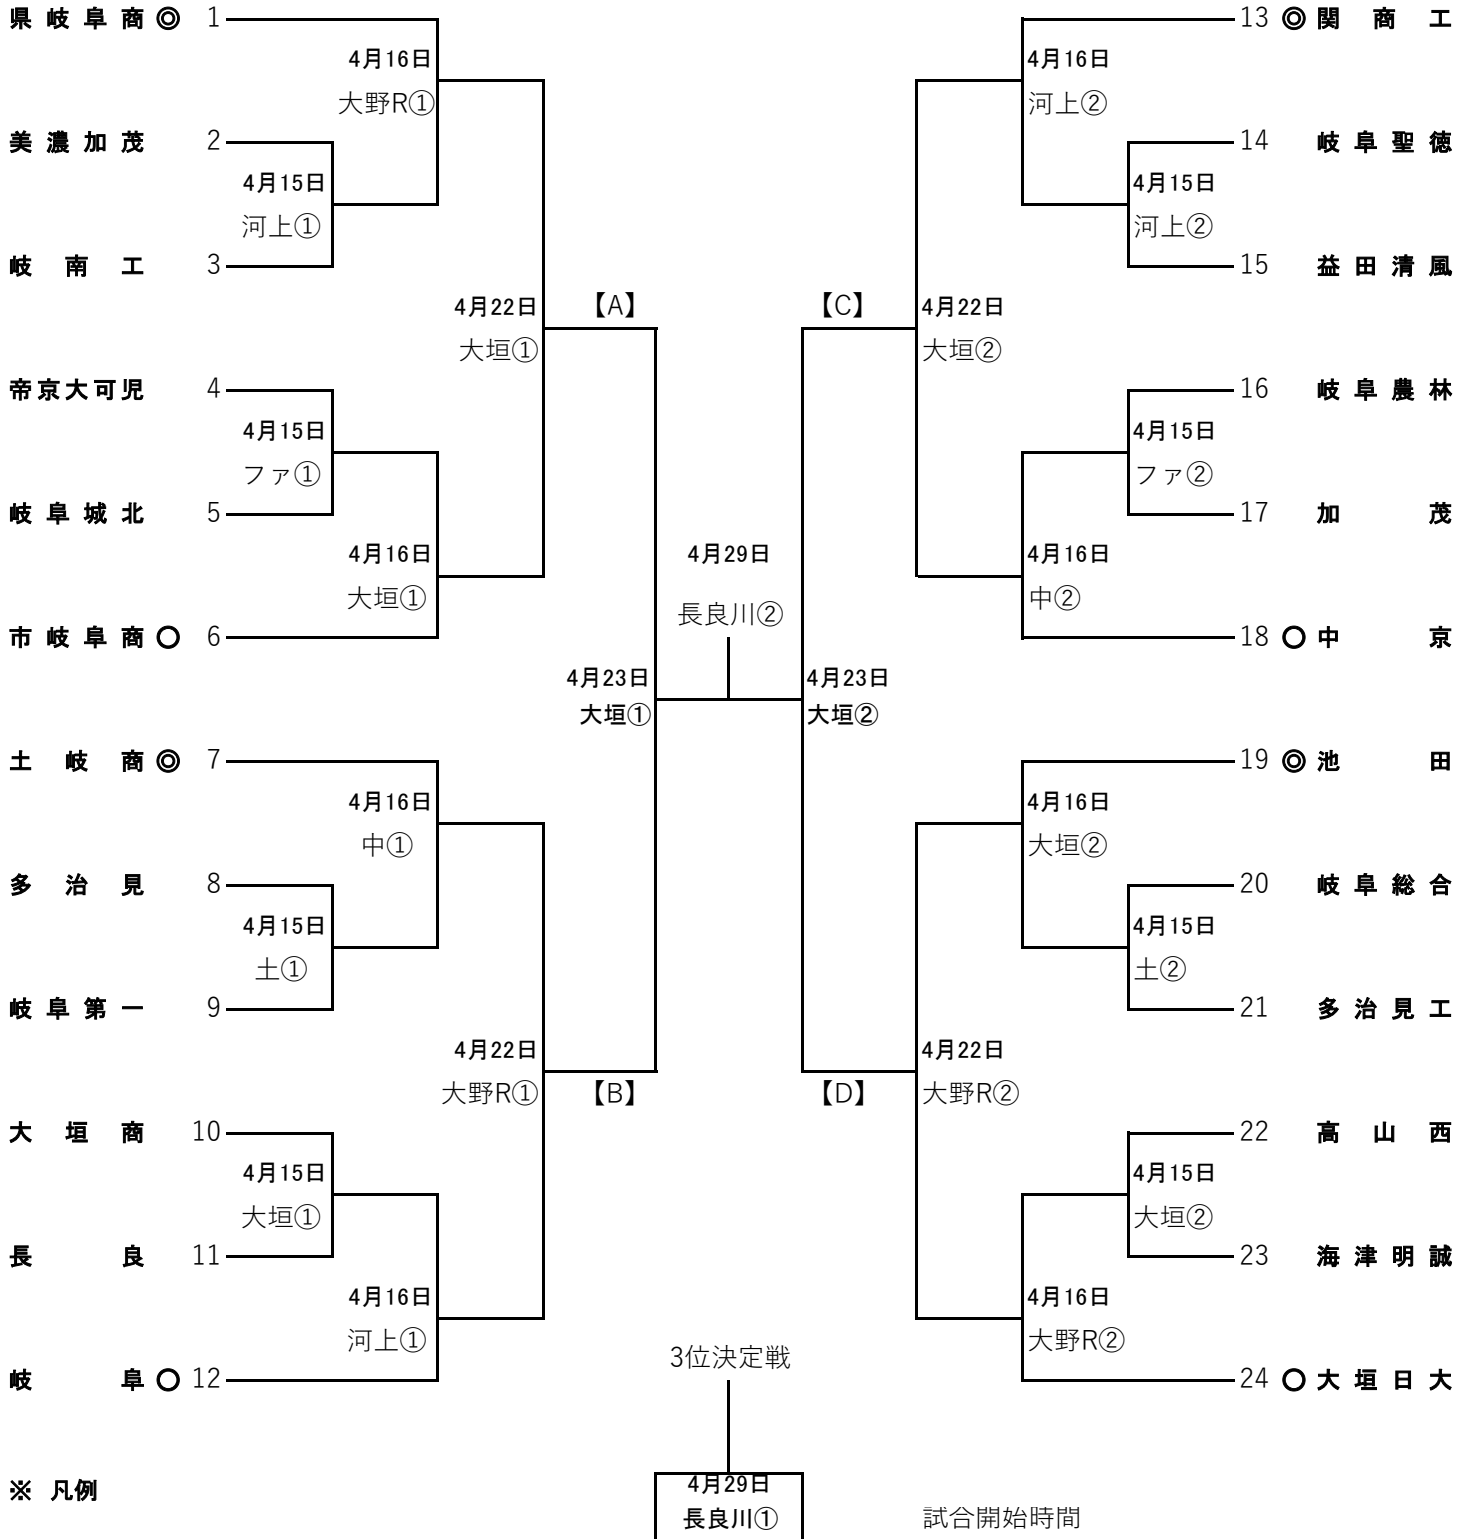 県岐阜商 ◎ 1
4月16日
大野R①
美濃加茂 2
4月15日
河上①
岐南工 3
4月22日
大垣①
【A】
帝京大可児 4
4月15日
ファ①
岐阜城北 5
4月16日
大垣①
市岐阜商 ○ 6
4月23日
大垣①
土岐商 ◎ 7
4月16日
中①
多治見 8
4月15日
土①
岐阜第一 9
4月22日
大野R①
【B】
大垣商 10
4月15日
大垣①
長良 11
4月16日
河上①
岐阜 ○ 12
4月29日
長良川②
13 ◎ 関商工
4月16日
河上②
14 岐阜聖徳
4月15日
河上②
15 益田清風
【C】
4月22日
大垣②
16 岐阜農林
4月15日
ファ②
17 加茂
4月16日
中②
18 ○ 中京
4月23日
大垣②
19 ◎ 池田
4月16日
大垣②
20 岐阜総合
4月15日
土②
21 多治見工
【D】
4月22日
大野R②
22 高山西
4月15日
大垣②
23 海津明誠
4月16日
大野R②
24 ○ 大垣日大
3位決定戦
4月29日
長良川①
※ 凡例
試合開始時間